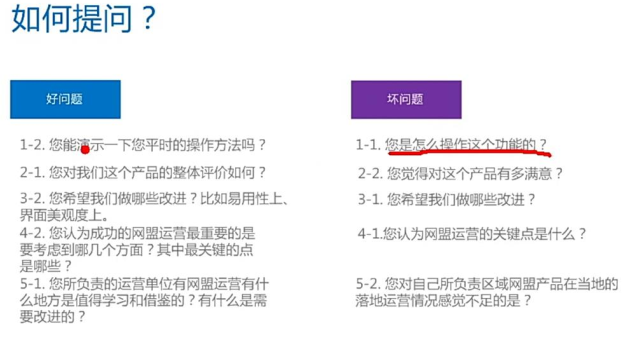 如何提问？
好问题
坏问题
1-2. 您能演示一下您平时的操作方法吗？
2-1. 您对我们这个产品的整体评价如何？
3-2. 您希望我们做哪些改进？比如易用性上、
界面美观度上。
4-2. 您认为成功的网盟运营最重要的是
要考虑到哪几个方面？其中最关键的点
是哪些？
5-1. 您所负责的运营单位有网盟运营有什
么地方是值得学习和借鉴的？有什么是需
要改进的？
1-1. 您是怎么操作这个功能的？
2-2. 您觉得对这个产品有多满意？
3-1. 您希望我们做哪些改进？
4-1.您认为网盟运营的关键点是什么？
5-2. 您对自己所负责区域网盟产品在当地的
落地运营情况感觉不足的是？